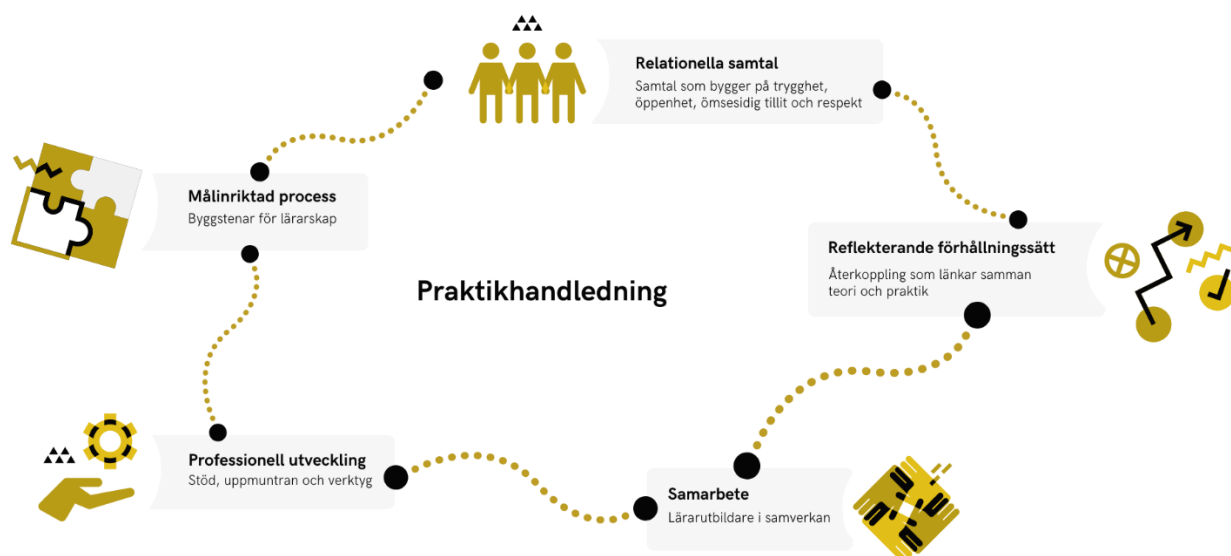 Relationella samtal
Samtal som bygger på trygghet,
öppenhet, ömsesidig tillit och respekt
Målinriktad process
Byggstenar för lärarskap
Reflekterande förhållningssätt
Återkoppling som länkar samman
teori och praktik
Praktikhandledning
Professionell utveckling
Stöd, uppmuntran och verktyg
Samarbete
Lärarutbildare i samverkan